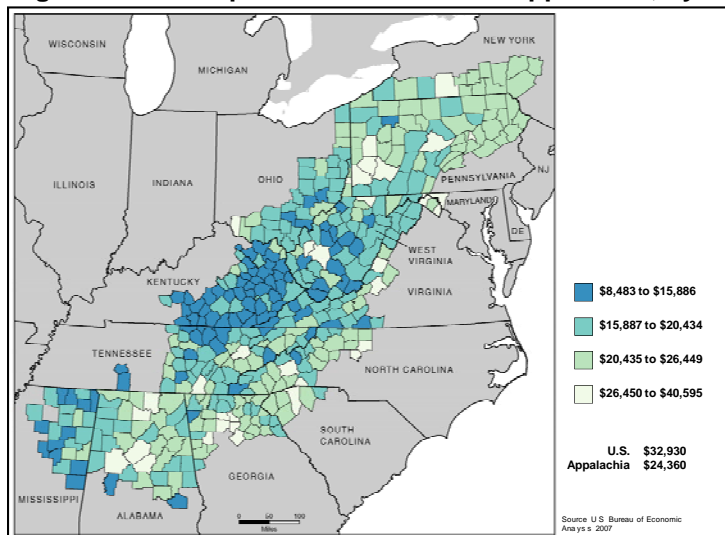 WISCONSIN
NEW YORK
MICHIGAN
PENNSYLVANIA
NJ
OHIO
ILLINOIS
INDIANA
MARYLAND
DE
WEST
VIRGINIA
KENTUCKY
VIRGINIA
TENNESSEE
NORTH CAROLINA
SOUTH
CAROLINA
GEORGIA
MISSISSIPPI
ALABAMA
0 50 100
Miles
$8,483 to $15,886
$15,887 to $20,434
$20,435 to $26,449
$26,450 to $40,595
U.S. $32,930
Appalachia $24,360
Source U S Bureau of Economic
Analys s 2007